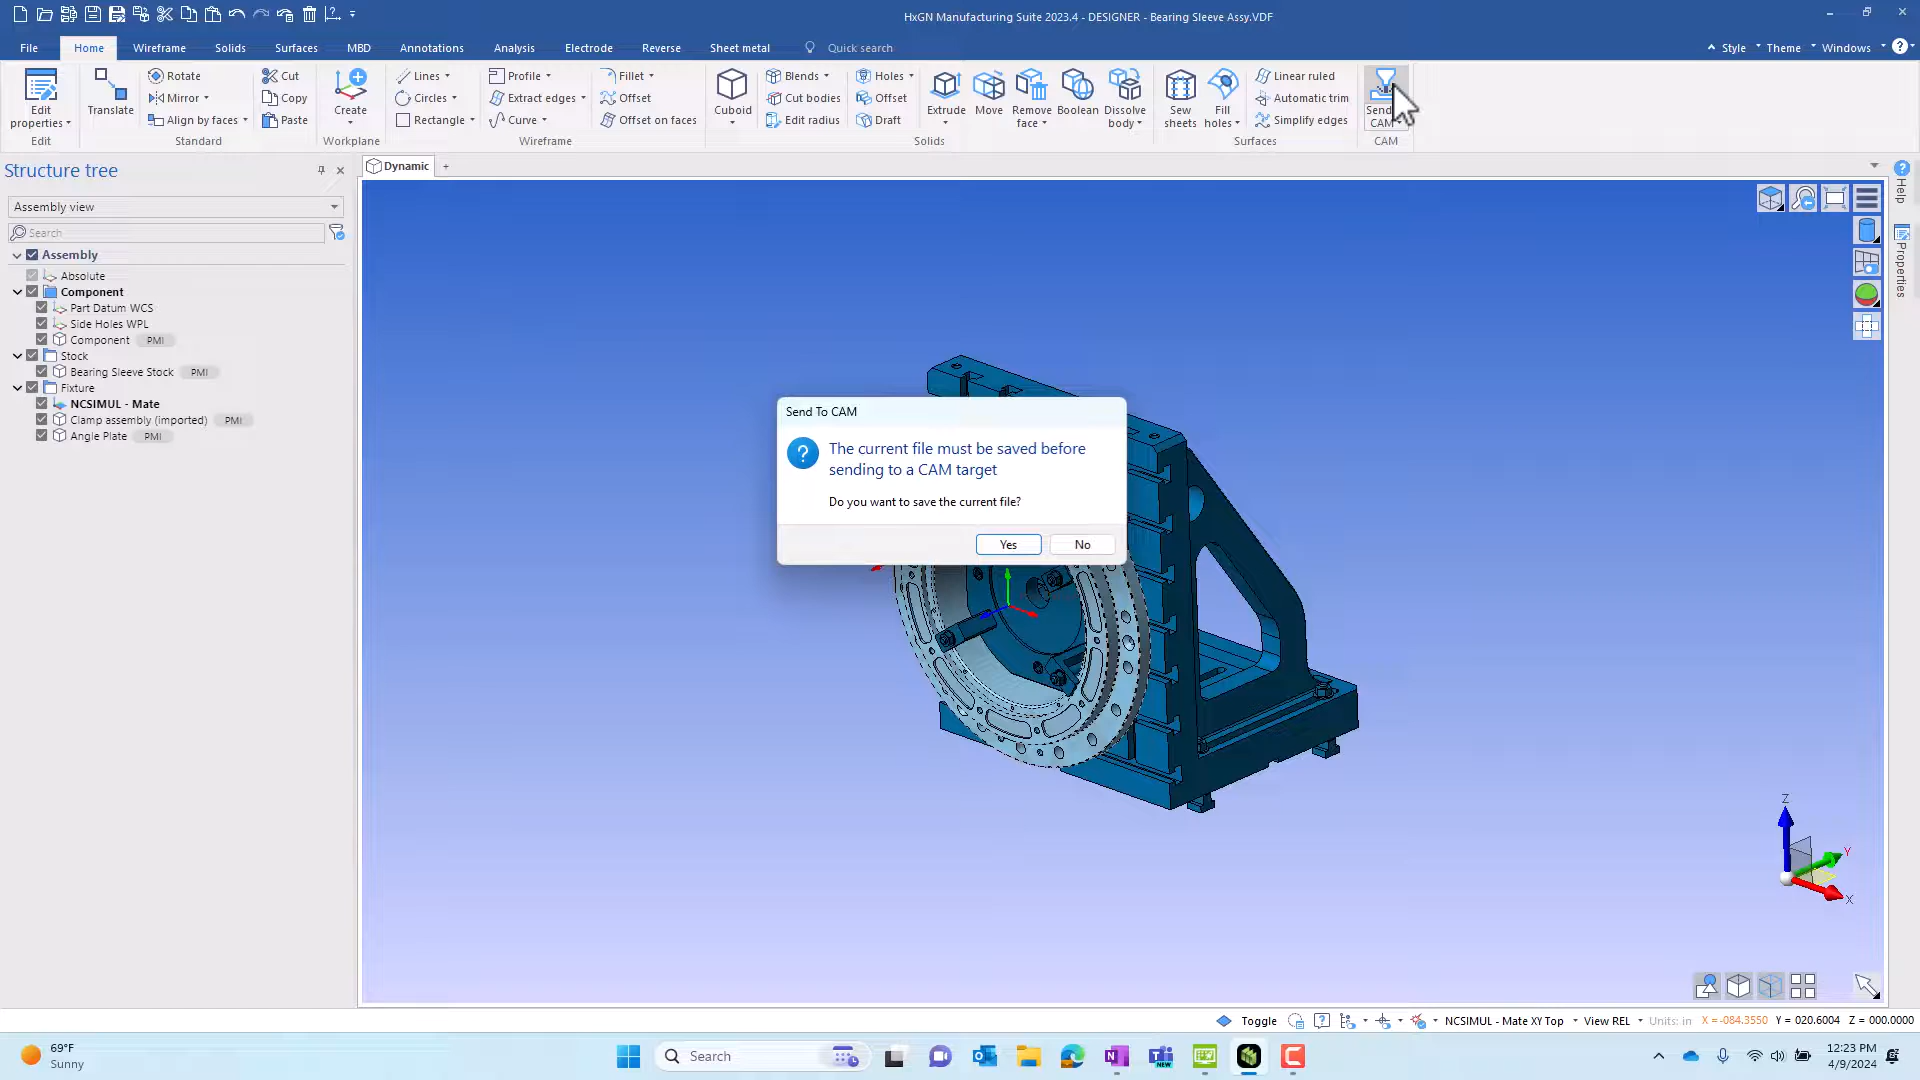 HxGN Manufacturing Suite 2023.4 - DESIGNER - Bearing Sleeve Assy.VDF
File Home Wireframe Solids Surfaces MBD Annotations Analysis Electrode Reverse Sheet metal Quick search Style Theme Windows
Edit properties
Edit
Translate
Rotate
Mirror
Align by faces
Cut
Copy
Paste
Standard
Create
Workplane
Lines
Circles
Rectangle
Profile
Extract edges
Curve
Fillet
Offset
Offset on faces
Wireframe
Cuboid
Blends
Cut bodies
Edit radius
Holes
Offset
Draft
Extrude
Move
Remove face
Boolean
Dissolve body
Solids
Sew sheets
Fill holes
Linear ruled
Automatic trim
Simplify edges
Surfaces
Send
CAM
CAM
Structure tree
Dynamic +
Assembly view
Search
Assembly
Absolute
Component
Part Datum WCS
Side Holes WPL
Component PMI
Stock
Bearing Sleeve Stock PMI
Fixture
NCSIMUL - Mate
Clamp assembly (imported) PMI
Angle Plate PMI
Help
Properties
Send To CAM
The current file must be saved before
sending to a CAM target
Do you want to save the current file?
Yes No
Z
Y
X
Toggle NCSIMUL - Mate XY Top View REL Units: in X = -084.3550 Y = 020.6004 Z = 000.0000
69°F
Sunny
Search
NEW
12:23 PM
4/9/2024